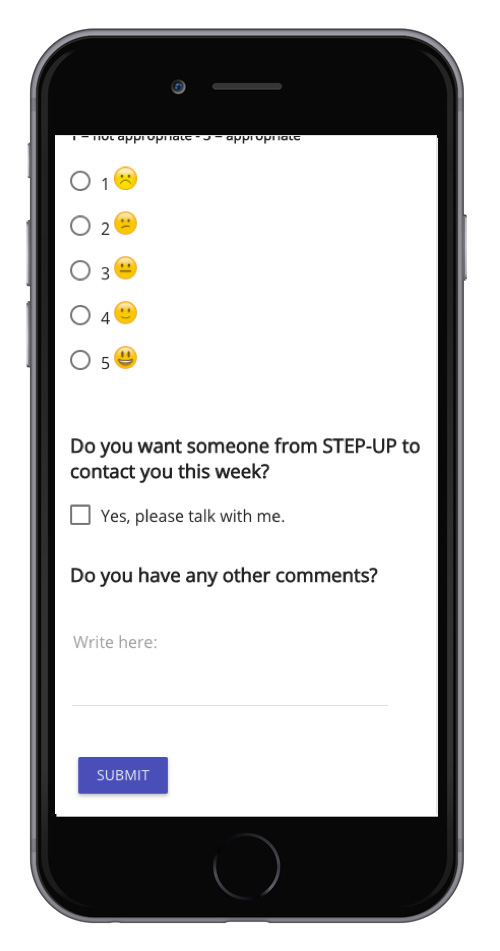 1 = not appropriate - 5 = appropriate
1
2
3
4
5
Do you want someone from STEP-UP to
contact you this week?
Yes, please talk with me.
Do you have any other comments?
Write here:
SUBMIT